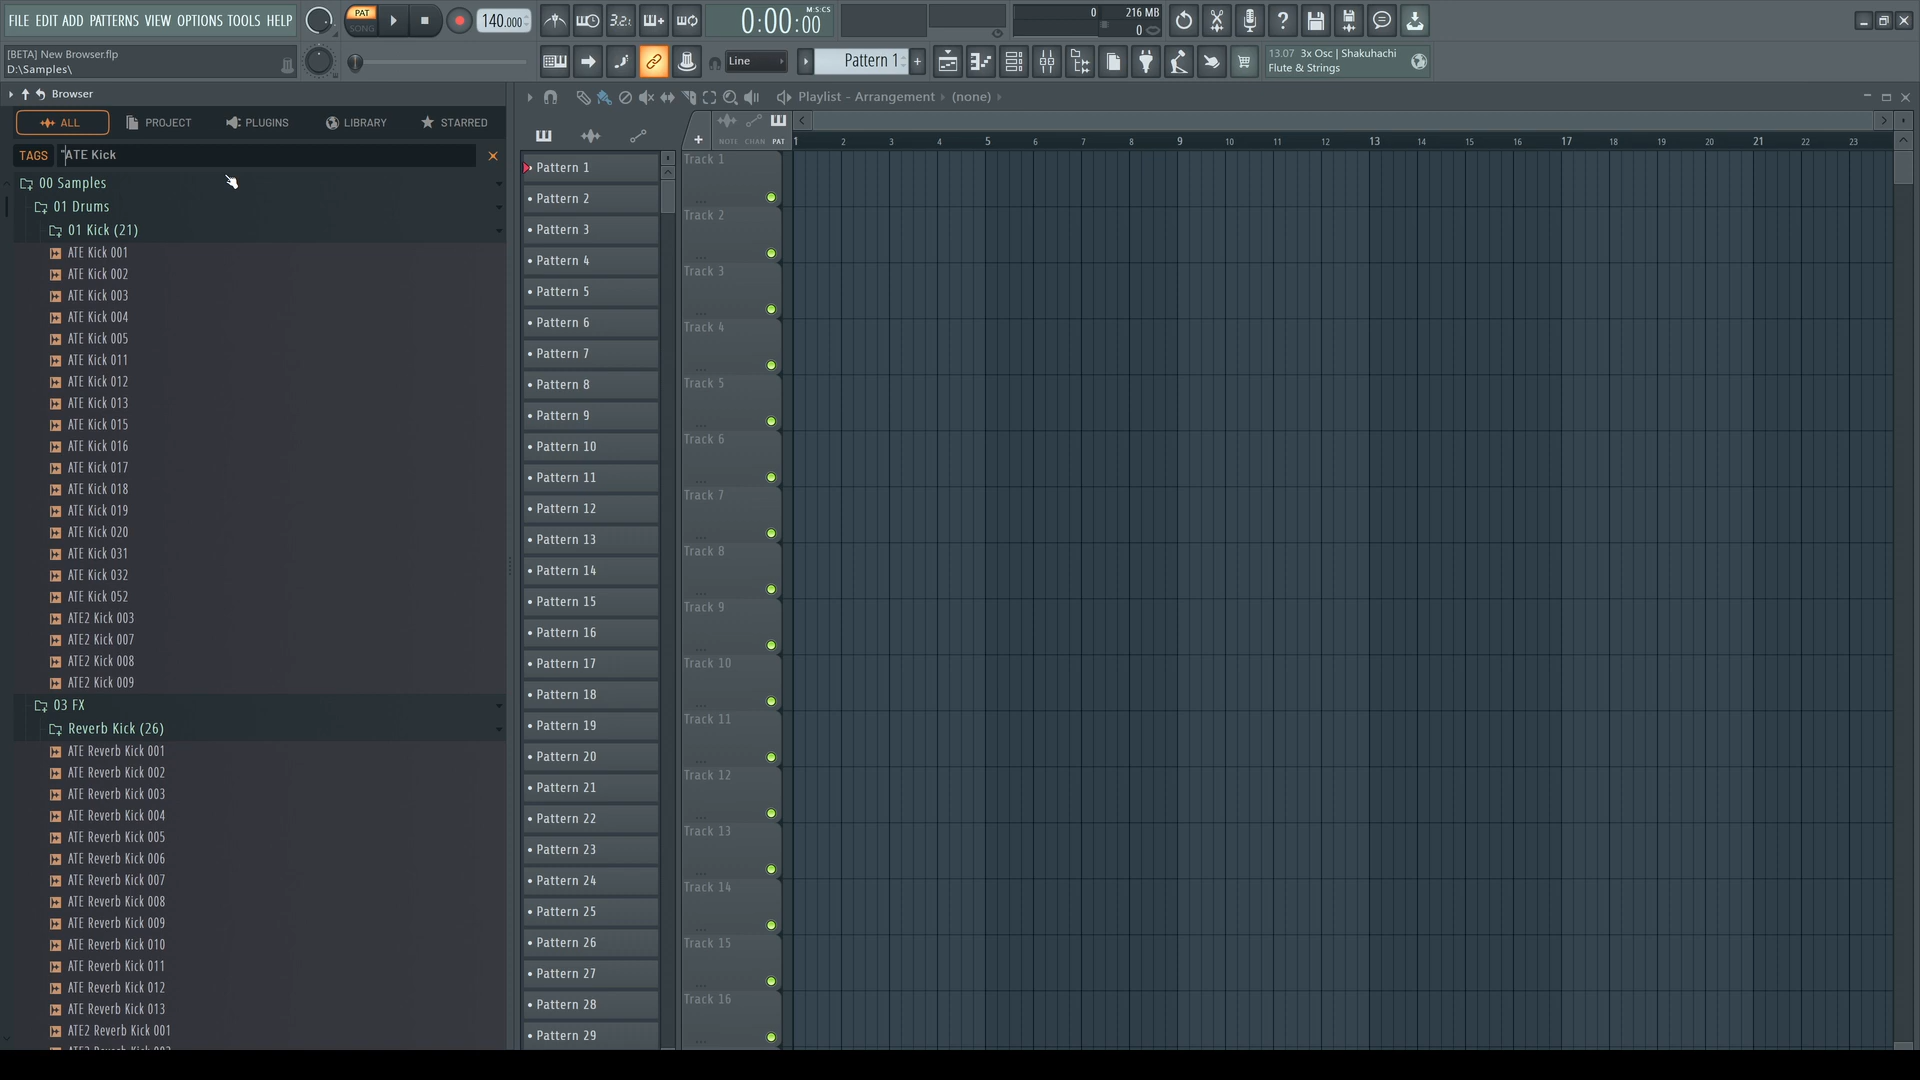 FILE EDIT ADD PATTERNS VIEW OPTIONS TOOLS HELP
PAT
SONG
140.000
3.2
0:00:00
M:S:CS
0
216 MB
0
[BETA] New Browser.flp
D:\Samples\
Line
Pattern 1
+
13.07 3x Osc | Shakuhachi
Flute & Strings
Browser
ALL
PROJECT
PLUGINS
LIBRARY
STARRED
TAGS
"ATE Kick
00 Samples
01 Drums
01 Kick (21)
ATE Kick 001
ATE Kick 002
ATE Kick 003
ATE Kick 004
ATE Kick 005
ATE Kick 011
ATE Kick 012
ATE Kick 013
ATE Kick 015
ATE Kick 016
ATE Kick 017
ATE Kick 018
ATE Kick 019
ATE Kick 020
ATE Kick 031
ATE Kick 032
ATE Kick 052
ATE2 Kick 003
ATE2 Kick 007
ATE2 Kick 008
ATE2 Kick 009
03 FX
Reverb Kick (26)
ATE Reverb Kick 001
ATE Reverb Kick 002
ATE Reverb Kick 003
ATE Reverb Kick 004
ATE Reverb Kick 005
ATE Reverb Kick 006
ATE Reverb Kick 007
ATE Reverb Kick 008
ATE Reverb Kick 009
ATE Reverb Kick 010
ATE Reverb Kick 011
ATE Reverb Kick 012
ATE Reverb Kick 013
ATE2 Reverb Kick 001
Playlist - Arrangement
(none)
NOTE CHAN PAT
1 2 3 4 5 6 7 8 9 10 11 12 13 14 15 16 17 18 19 20 21 22 23
Pattern 1
Pattern 2
Pattern 3
Pattern 4
Pattern 5
Pattern 6
Pattern 7
Pattern 8
Pattern 9
Pattern 10
Pattern 11
Pattern 12
Pattern 13
Pattern 14
Pattern 15
Pattern 16
Pattern 17
Pattern 18
Pattern 19
Pattern 20
Pattern 21
Pattern 22
Pattern 23
Pattern 24
Pattern 25
Pattern 26
Pattern 27
Pattern 28
Pattern 29
Track 1
Track 2
Track 3
Track 4
Track 5
Track 6
Track 7
Track 8
Track 9
Track 10
Track 11
Track 12
Track 13
Track 14
Track 15
Track 16